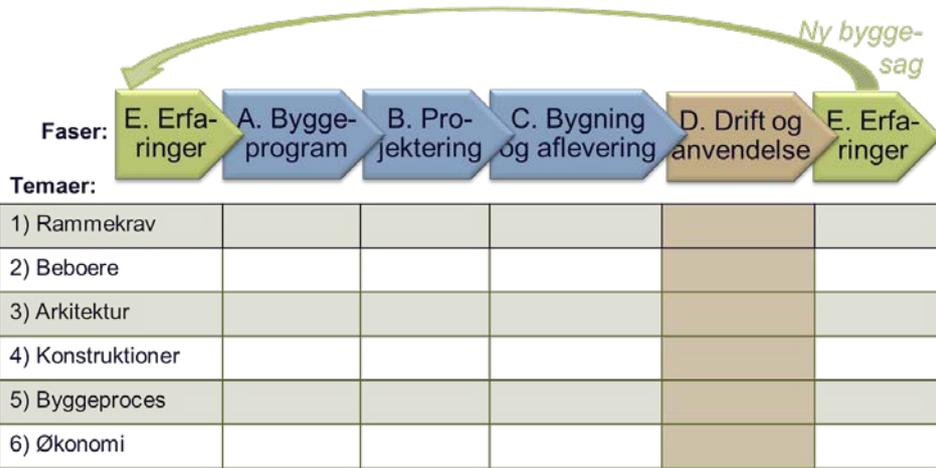 Ny bygge-
sag
Faser:
E. Erfa-
ringer
A. Bygge-
program
B. Pro-
jektering
C. Bygning
og aflevering
D. Drift og
anvendelse
E. Erfa-
ringer
Temaer:
1) Rammekrav
2) Beboere
3) Arkitektur
4) Konstruktioner
5) Byggeproces
6) Økonomi